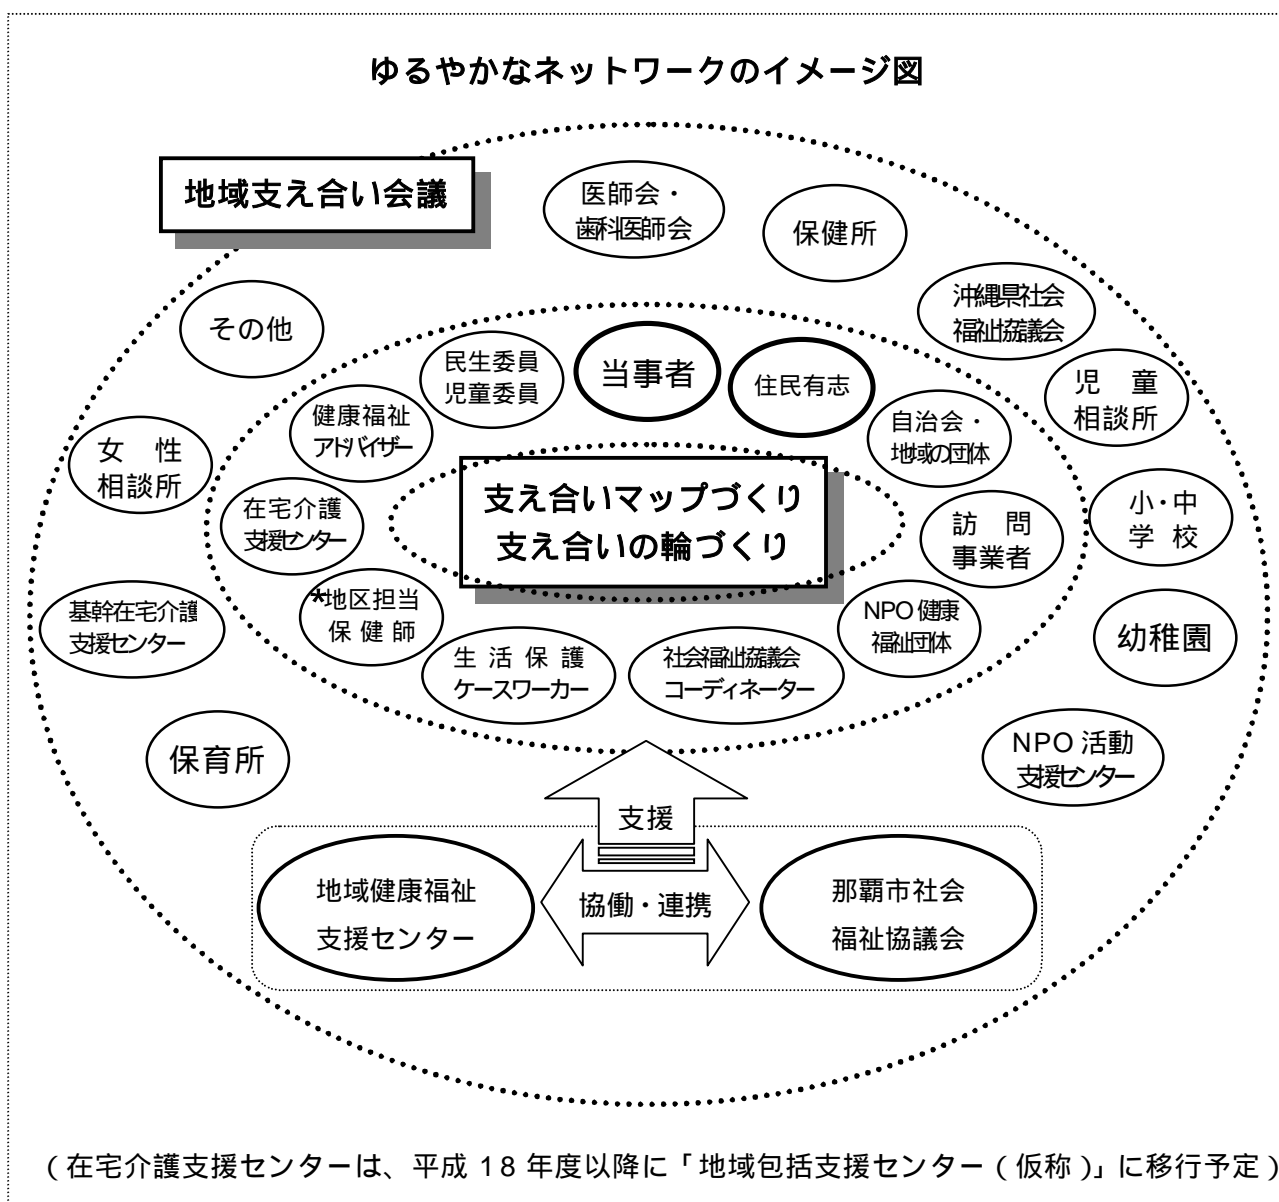 ゆるやかなネットワークのイメージ図
地域支え合い会議
医師会・
歯科医師会
保健所
沖縄県社会
福祉協議会
その他
民生委員
児童委員
当事者
住民有志
児　童
相談所
健康福祉
アドバイザー
自治会・
地域の団体
女　性
相談所
支え合いマップづくり
支え合いの輪づくり
在宅介護
支援センター
訪　問
事業者
小・中
学　校
基幹在宅介護
支援センター
*地区担当
保健師
生活保護
ケースワーカー
社会福祉協議会
コーディネーター
NPO健康
福祉団体
幼稚園
保育所
NPO活動
支援センター
支援
地域健康福祉
支援センター
協働・連携
那覇市社会
福祉協議会
(在宅介護支援センターは、平成18年度以降に「地域包括支援センター(仮称)」に移行予定)